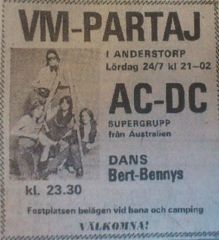 VM-PARTAJ
I ANDERSTORP
Lördag 24/7 kl 21–02
AC-DC
SUPERGRUPP
från Australien
DANS
Bert-Bennys
kl. 23.30
Festplatsen belägen vid bana och camping
VÄLKOMNA!